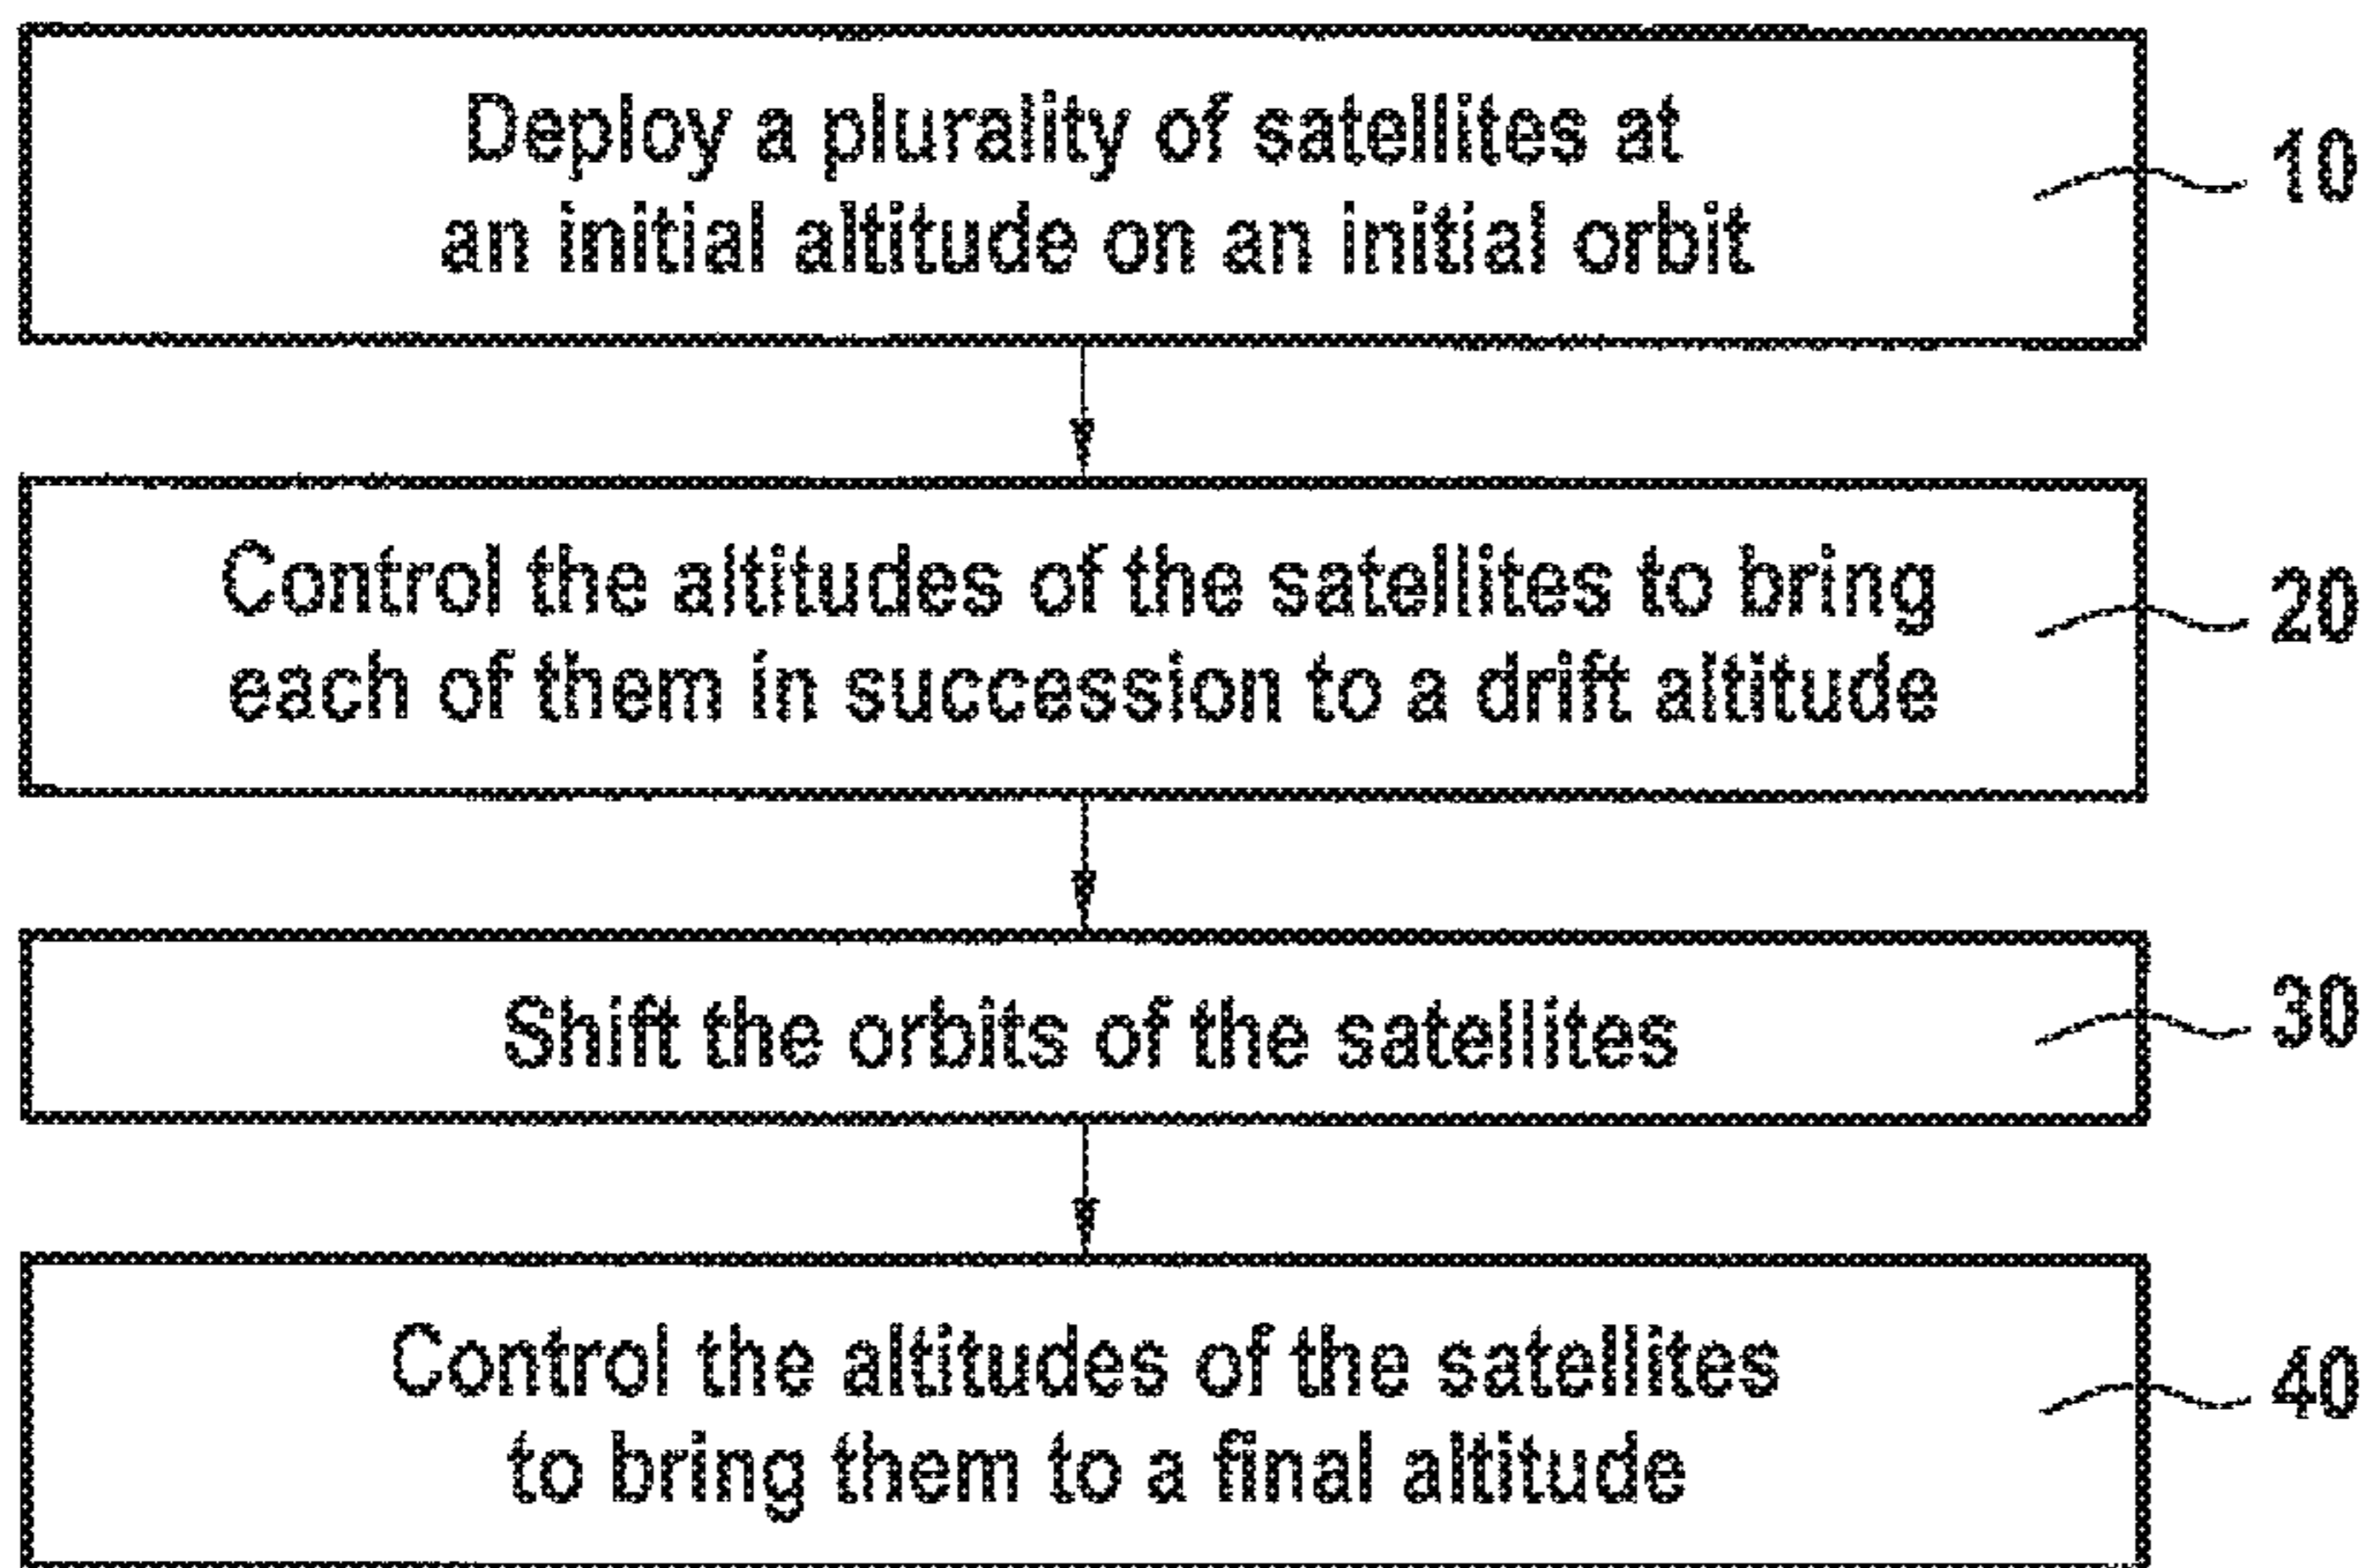 Deploy a plurality of satellites at
an initial altitude on an initial orbit
10
Control the altitudes of the satellites to bring
each of them in succession to a drift altitude
20
Shift the orbits of the satellites
30
Control the altitudes of the satellites
to bring them to a final altitude
40